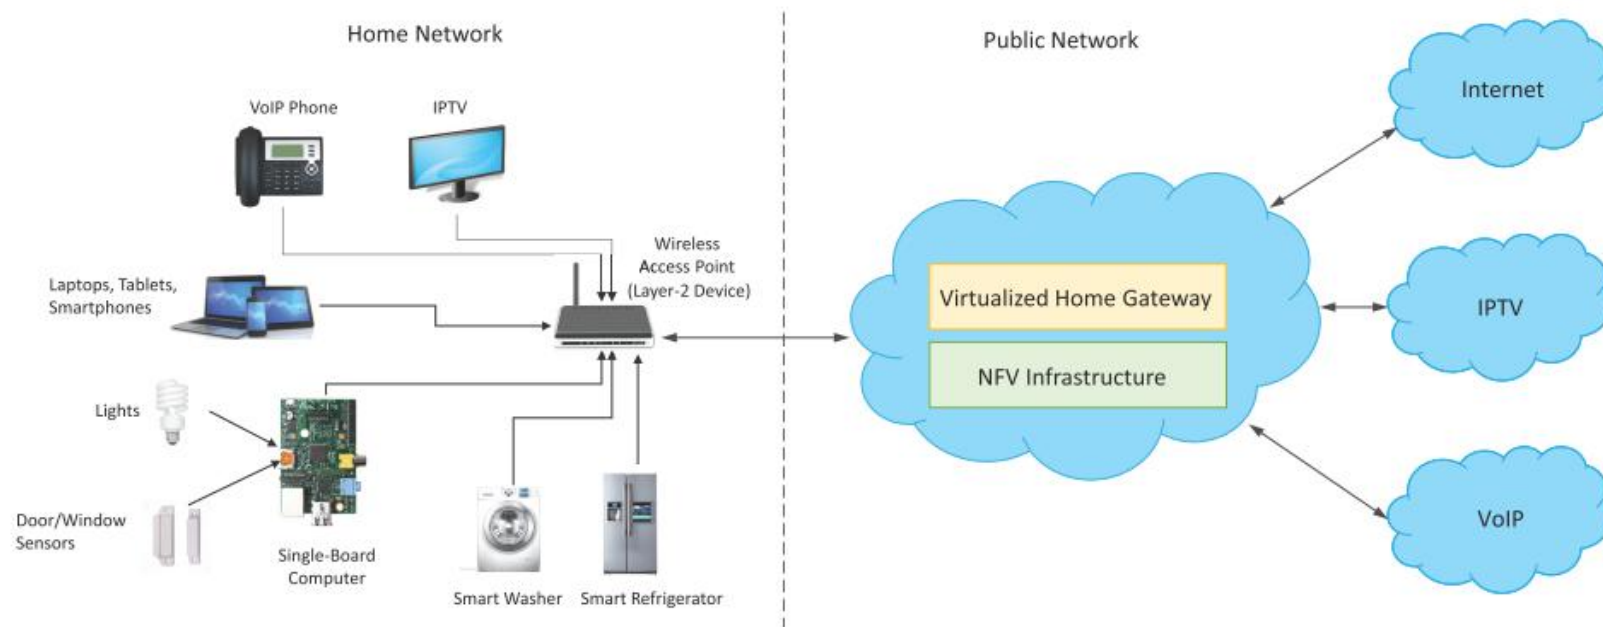 Home Network
Public Network
VoIP Phone
IPTV
Wireless
Access Point
(Layer-2 Device)
Laptops, Tablets,
Smartphones
Lights
Door/Window
Sensors
Single-Board
Computer
Smart Washer
Smart Refrigerator
Virtualized Home Gateway
NFV Infrastructure
Internet
IPTV
VoIP